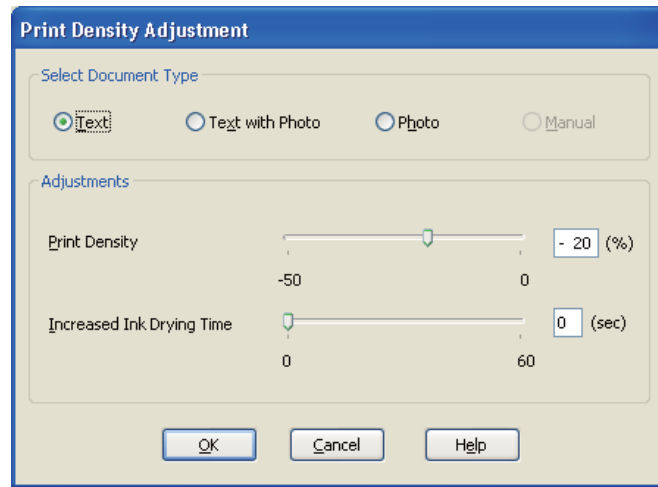 Print Density Adjustment
Select Document Type
Text Text with Photo Photo Manual
Adjustments
Print Density - 20 (%)
-50 0
Increased Ink Drying Time 0 (sec)
0 60
OK Cancel Help